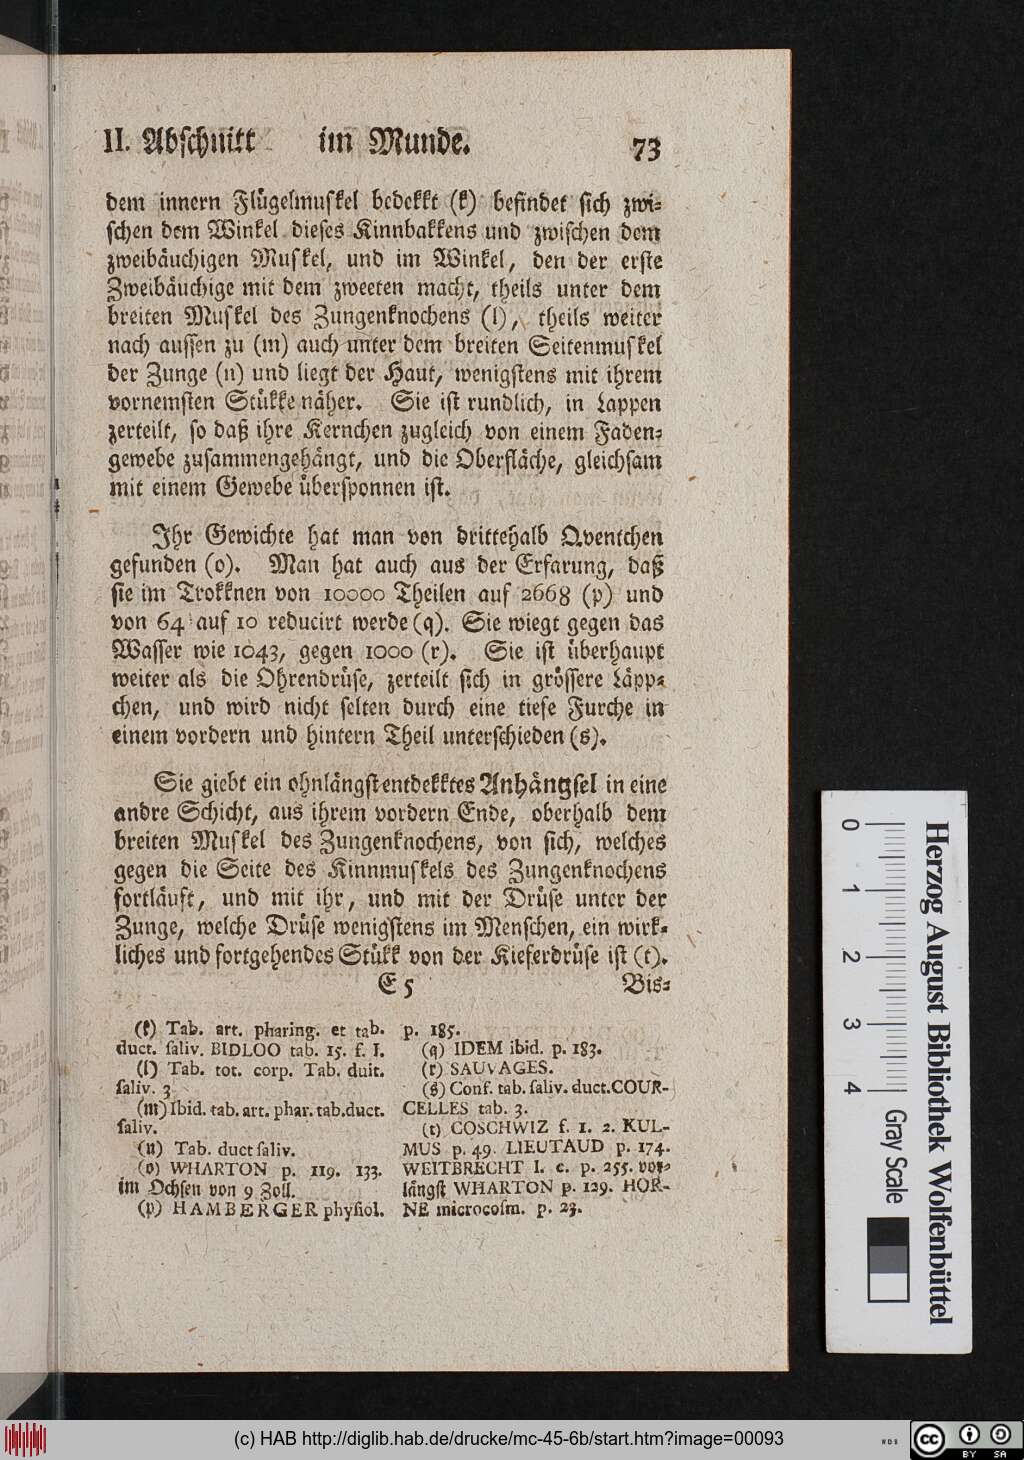 II. Abschnitt im Munde. 73
dem innern Flügelmuskel bedekkt (k) befindet sich zwi-
schen dem Winkel dieses Kinnbakkens und zwischen dem
zweibäuchigen Muskel, und im Winkel, den der erste
Zweibäuchige mit dem zweeten macht, theils unter dem
breiten Muskel des Zungenknochens (l), theils weiter
nach aussen zu (m) auch unter dem breiten Seitenmuskel
der Zunge (n) und liegt der Haut, wenigstens mit ihrem
vornemsten Stükke näher. Sie ist rundlich, in Lappen
zerteilt, so daß ihre Kernchen zugleich von einem Faden-
gewebe zusammengehängt, und die Oberfläche, gleichsam
mit einem Gewebe übersponnen ist.
Ihr Gewichte hat man von drittehalb Qventchen
gefunden (o). Man hat auch aus der Erfarung, daß
sie im Trokknen von 10000 Theilen auf 2668 (p) und
von 64 auf 10 reducirt werde (q). Sie wiegt gegen das
Wasser wie 1043, gegen 1000 (r). Sie ist überhaupt
weiter als die Ohrendrüse, zerteilt sich in grössere Läpp-
chen, und wird nicht selten durch eine tiefe Furche in
einem vordern und hintern Theil unterschieden (s).
Sie giebt ein ohnlängst entdekktes Anhängsel in eine
andre Schicht, aus ihrem vordern Ende, oberhalb dem
breiten Muskel des Zungenknochens, von sich, welches
gegen die Seite des Kinnmuskels des Zungenknochens
fortläuft, und mit ihr, und mit der Drüse unter der
Zunge, welche Drüse wenigstens im Menschen, ein wirk-
liches und fortgehendes Stükk von der Kieferdrüse ist (t).
E 5 Bis-
(k) Tab. art. pharing. et tab.
duct. saliv. BIDLOO tab. 15. f. I.
(l) Tab. tot. corp. Tab. duit.
saliv. 3
(m) Ibid. tab. art. phar. tab. duct.
saliv.
(n) Tab. duct saliv.
(o) WHARTON p. 119. 133.
im Ochsen von 9 Zoll.
(p) HAMBERGER physiol.
p. 185.
(q) IDEM ibid. p. 183.
(r) SAUVAGES.
(s) Conf. tab. saliv. duct. COUR-
CELLES tab. 3.
(t) COSCHWIZ f. 1. 2. KUL-
MUS p. 49. LIEUTAUD p. 174.
WEITBRECHT I. c. p. 255. vor-
längst WHARTON p. 129. HOR-
NE microcosm. p. 23.
0 1 2 3 4
Herzog August Bibliothek Wolfenbüttel
Gray Scale
(c) HAB http://diglib.hab.de/drucke/mc-45-6b/start.htm?image=00093
cc BY SA